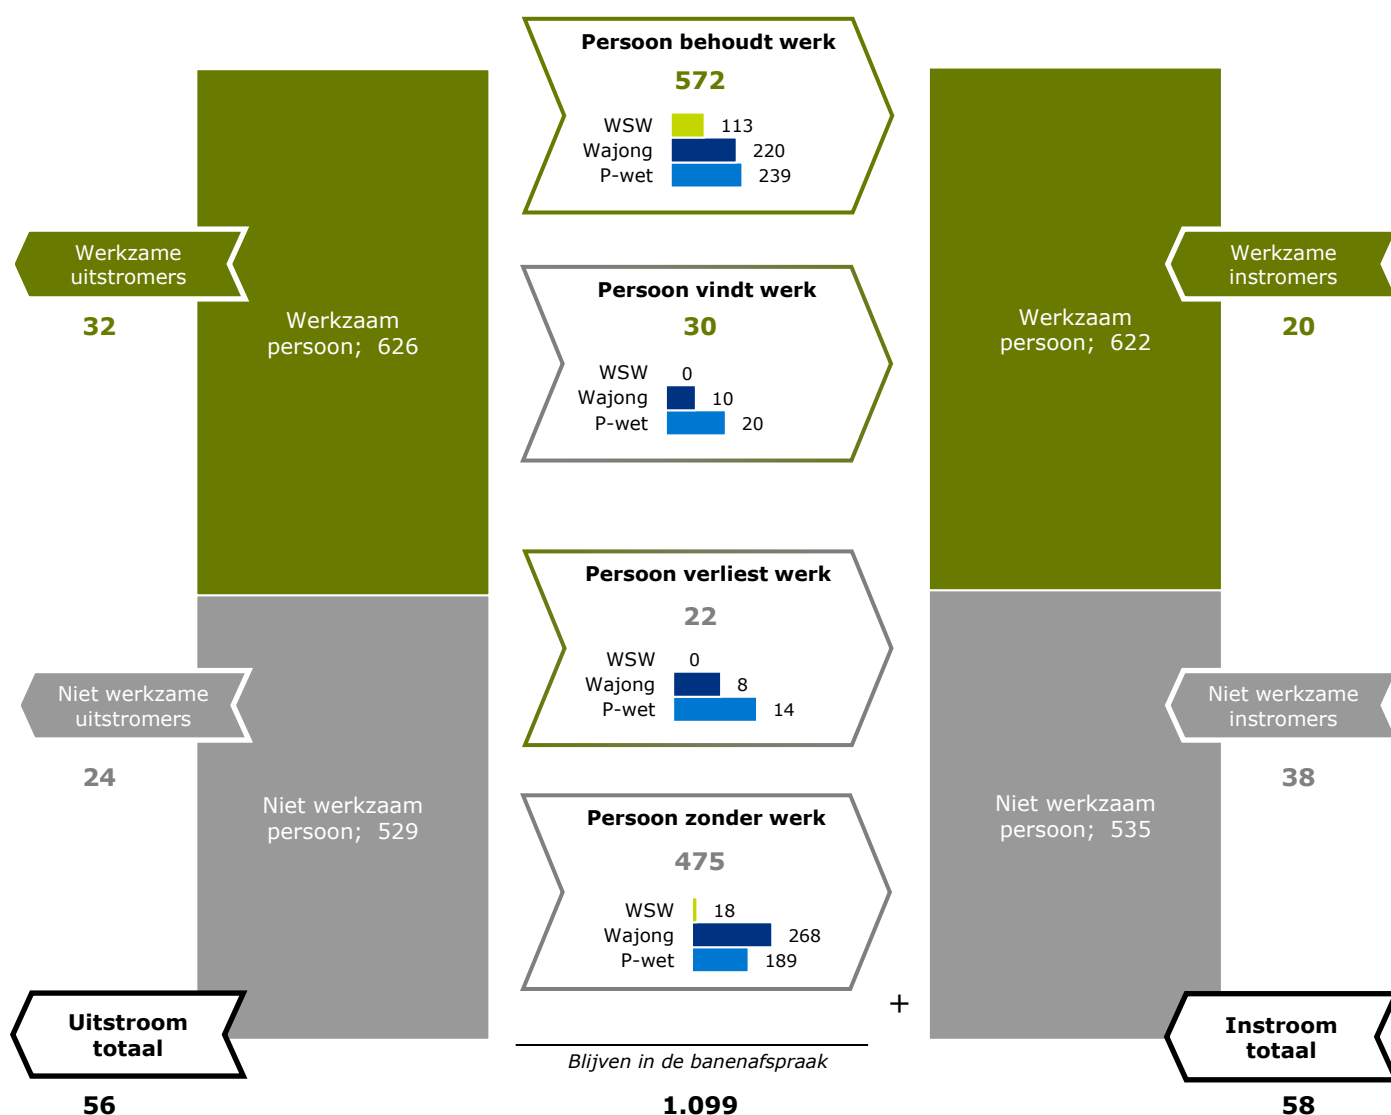 Persoon behoudt werk
572
WSW 113
Wajong 220
P-wet 239
Werkzame
uitstromers
32
Werkzaam
persoon; 626
Persoon vindt werk
30
WSW 0
Wajong 10
P-wet 20
Werkzaam
persoon; 622
Werkzame
instromers
20
Persoon verliest werk
22
WSW 0
Wajong 8
P-wet 14
Niet werkzame
uitstromers
24
Niet werkzaam
persoon; 529
Persoon zonder werk
475
WSW 18
Wajong 268
P-wet 189
Niet werkzaam
persoon; 535
Niet werkzame
instromers
38
+
Uitstroom
totaal
56
Blijven in de banenafspraak
1.099
Instroom
totaal
58